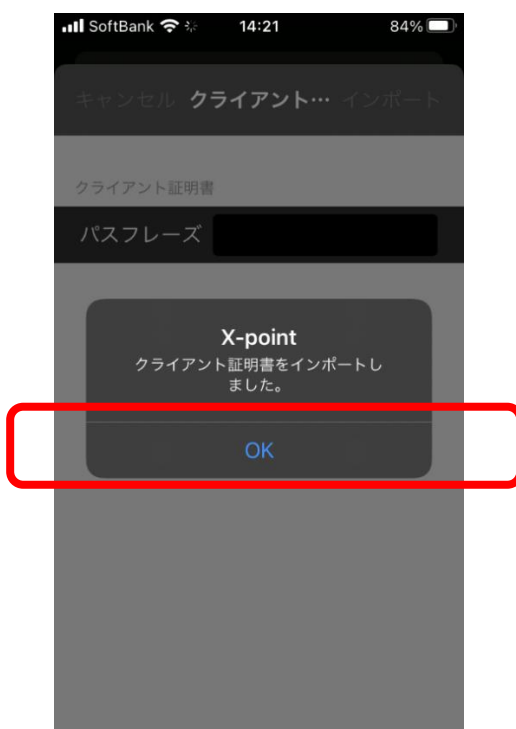 SoftBank 14:21 84%
キャンセル クライアント… インポート
クライアント証明書
パスフレーズ
X-point
クライアント証明書をインポートし
ました。
OK